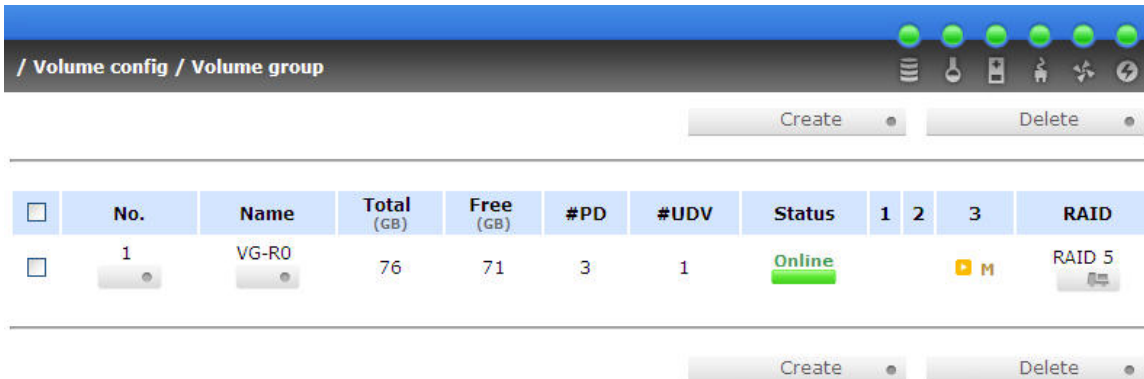 / Volume config / Volume group
Create Delete
No. Name Total (GB) Free (GB) #PD #UDV Status 1 2 3 RAID
1 VG-R0 76 71 3 1 Online M RAID 5
Create Delete